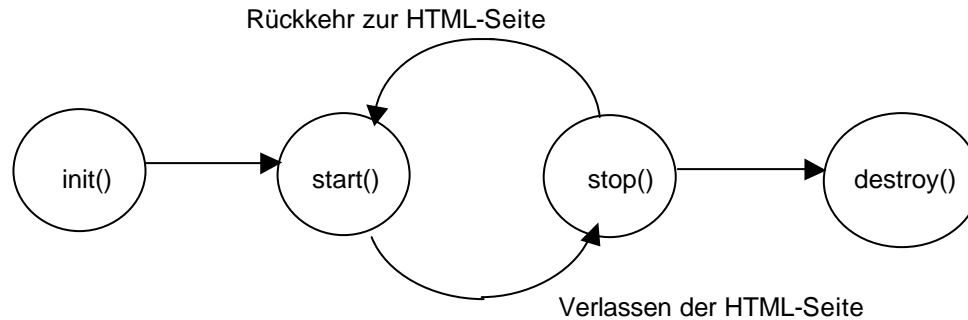 Rückkehr zur HTML-Seite
init()
start()
stop()
destroy()
Verlassen der HTML-Seite